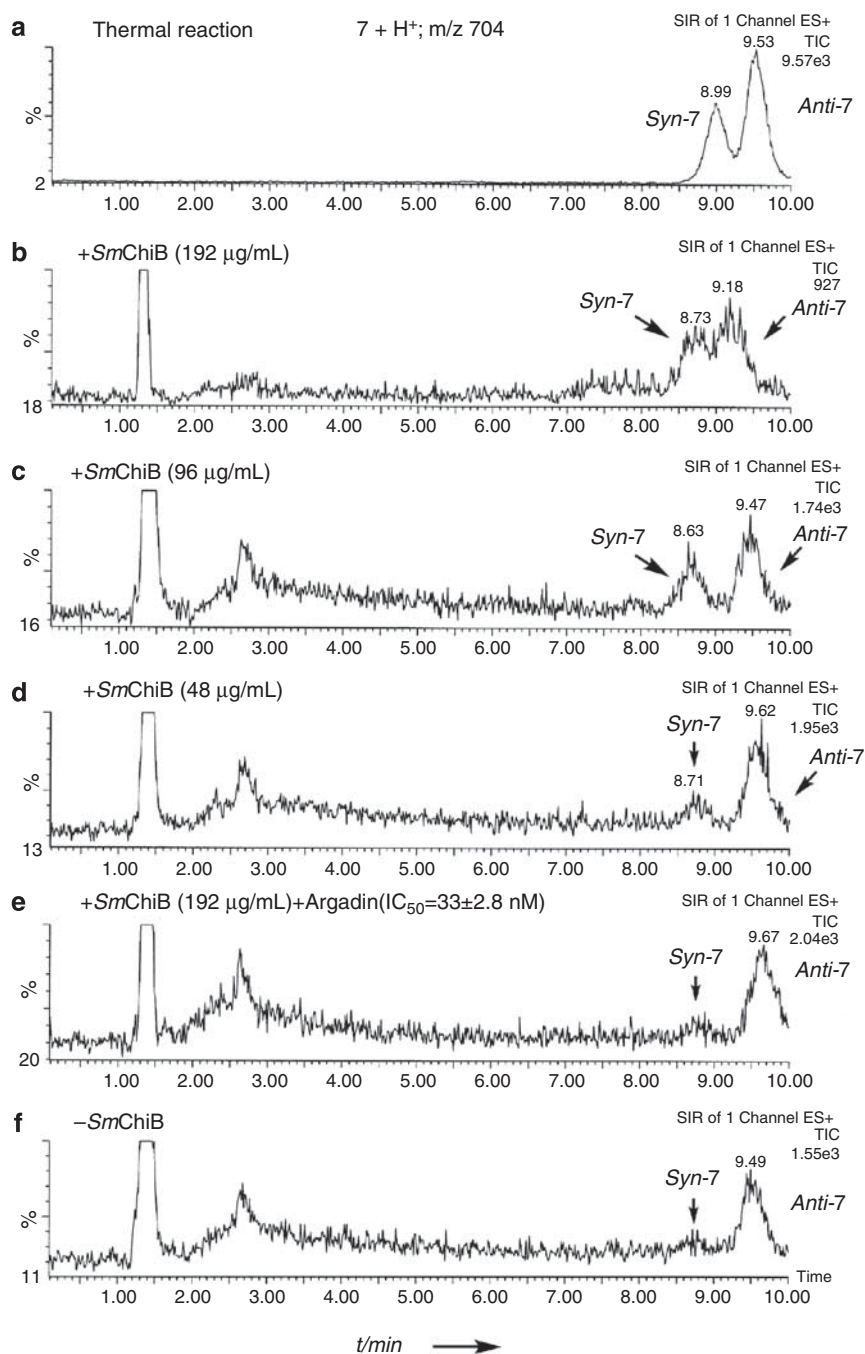 a Thermal reaction 7 + H⁺; m/z 704 SIR of 1 Channel ES+
TIC
9.57e3
8.99 9.53
Syn-7 Anti-7
%
2
1.00 2.00 3.00 4.00 5.00 6.00 7.00 8.00 9.00 10.00
b +SmChiB (192 μg/mL) SIR of 1 Channel ES+
TIC
927
Syn-7 8.73 9.18 Anti-7
%
18
1.00 2.00 3.00 4.00 5.00 6.00 7.00 8.00 9.00 10.00
c +SmChiB (96 μg/mL) SIR of 1 Channel ES+
TIC
1.74e3
Syn-7 8.63 9.47 Anti-7
%
16
1.00 2.00 3.00 4.00 5.00 6.00 7.00 8.00 9.00 10.00
d +SmChiB (48 μg/mL) SIR of 1 Channel ES+
TIC
1.95e3
Syn-7 9.62
8.71 Anti-7
%
13
1.00 2.00 3.00 4.00 5.00 6.00 7.00 8.00 9.00 10.00
e +SmChiB (192 μg/mL)+Argadin(IC₅₀=33±2.8 nM) SIR of 1 Channel ES+
TIC
2.04e3
Syn-7 9.67 Anti-7
%
20
1.00 2.00 3.00 4.00 5.00 6.00 7.00 8.00 9.00 10.00
f –SmChiB SIR of 1 Channel ES+
TIC
1.55e3
Syn-7 9.49 Anti-7
%
11 Time
1.00 2.00 3.00 4.00 5.00 6.00 7.00 8.00 9.00 10.00
t/min